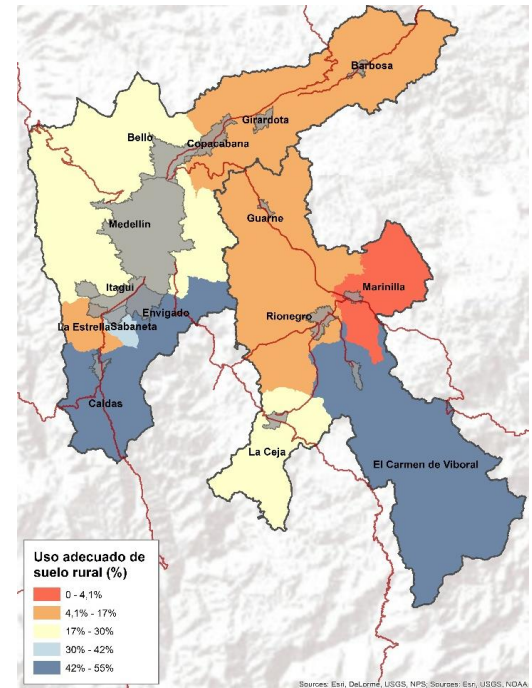 Barbosa
Girardota
Bello
Copacabana
Guarne
Medellín
Marinilla
Itaguí
Envigado
La Estrella
Sabaneta
Rionegro
Caldas
La Ceja
El Carmen de Viboral
Uso adecuado de
suelo rural (%)
0 - 4,1%
4,1% - 17%
17% - 30%
30% - 42%
42% - 55%
Sources: Esri, DeLorme, USGS, NPS; Sources: Esri, USGS, NOAA